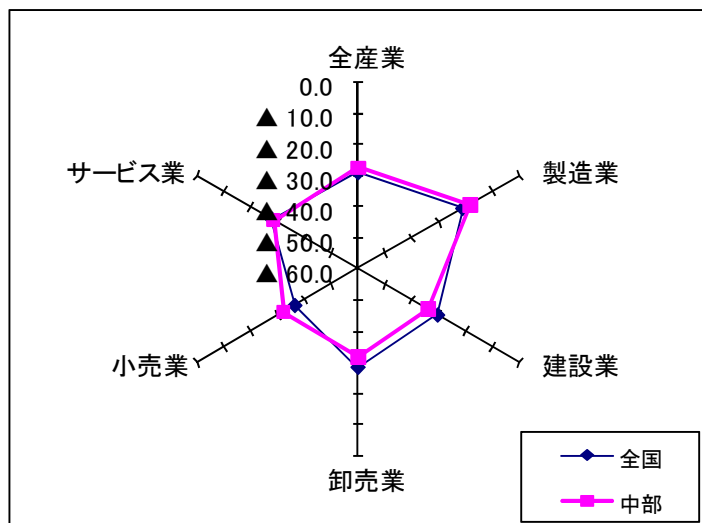 全産業
0.0
▲ 10.0
▲ 20.0
▲ 30.0
▲ 40.0
▲ 50.0
▲ 60.0
サービス業
製造業
小売業
建設業
卸売業
全国
中部